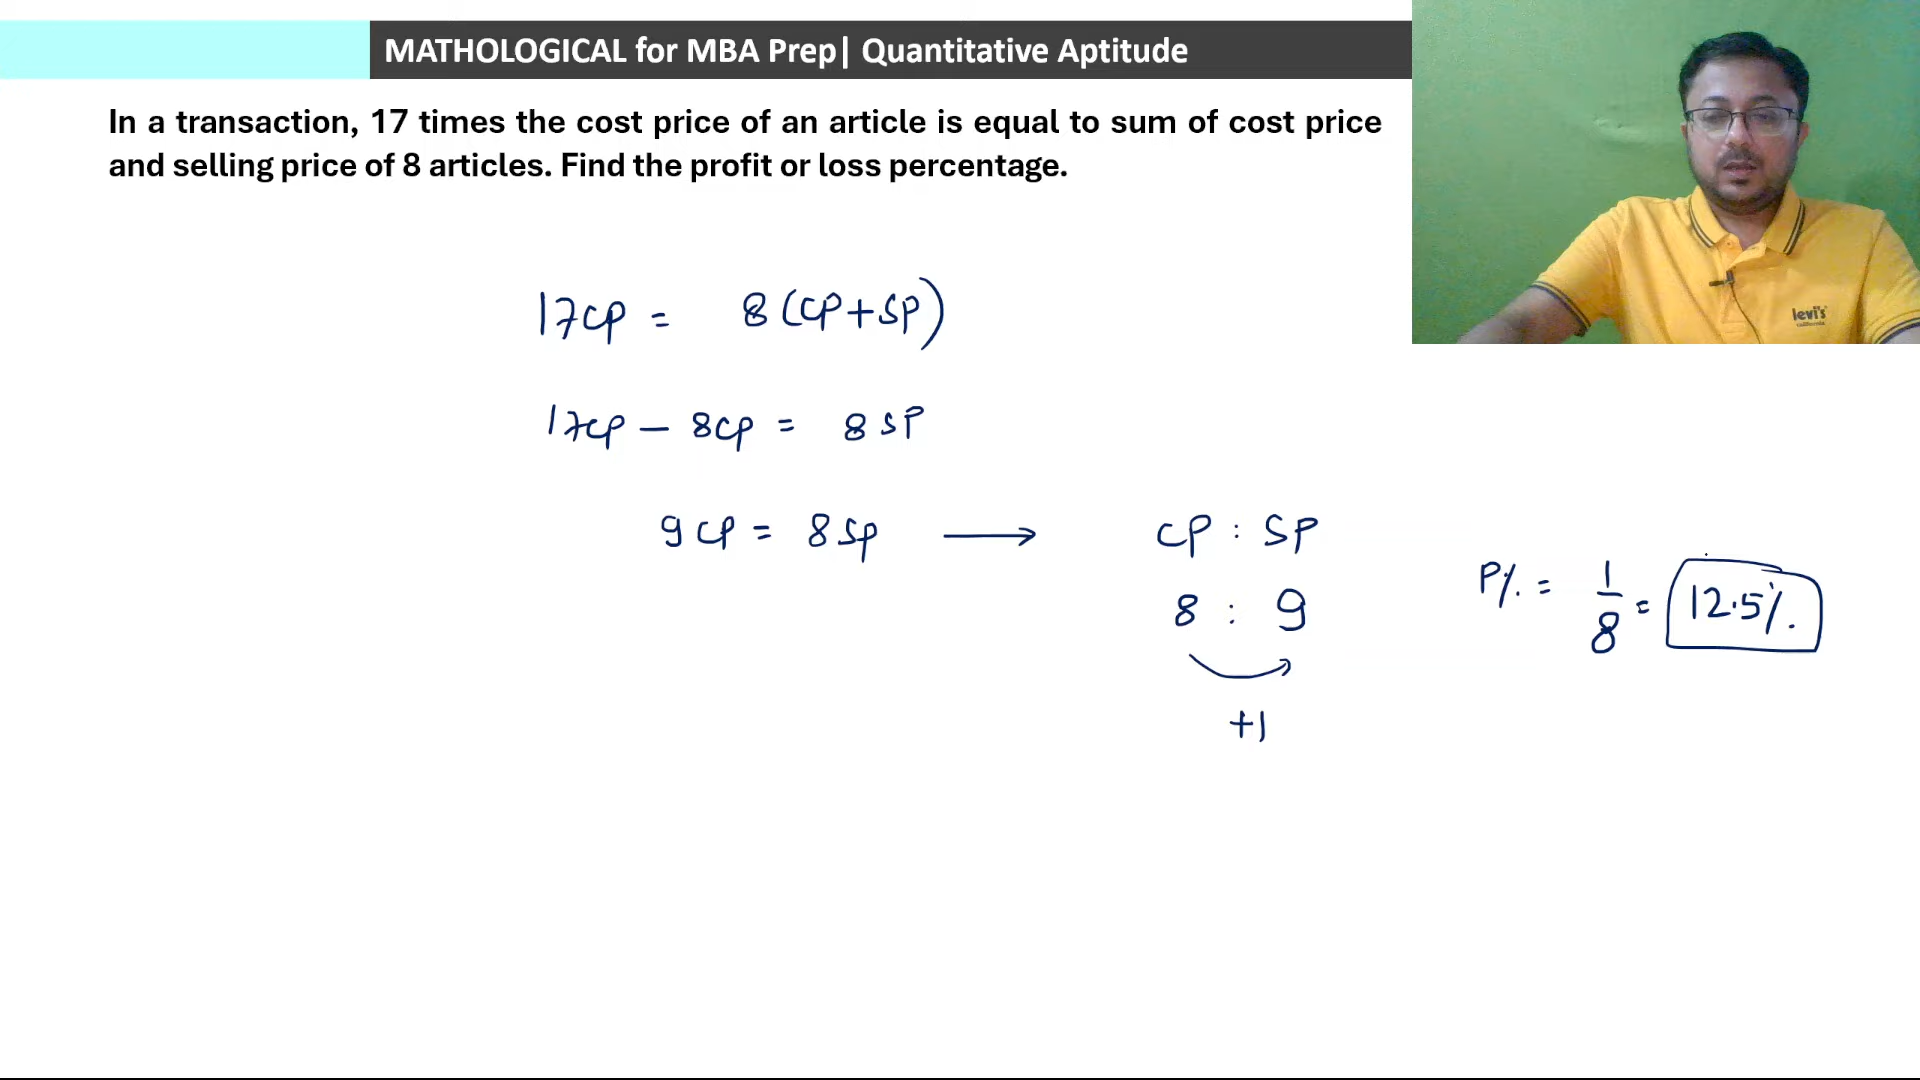 MATHOLOGICAL for MBA Prep| Quantitative Aptitude
In a transaction, 17 times the cost price of an article is equal to sum of cost price
and selling price of 8 articles. Find the profit or loss percentage.
17CP = 8(CP+SP)
17CP - 8CP = 8SP
9CP = 8SP → CP : SP
8 : 9
+1
P% = 1/8 = 12.5%
levi's
california